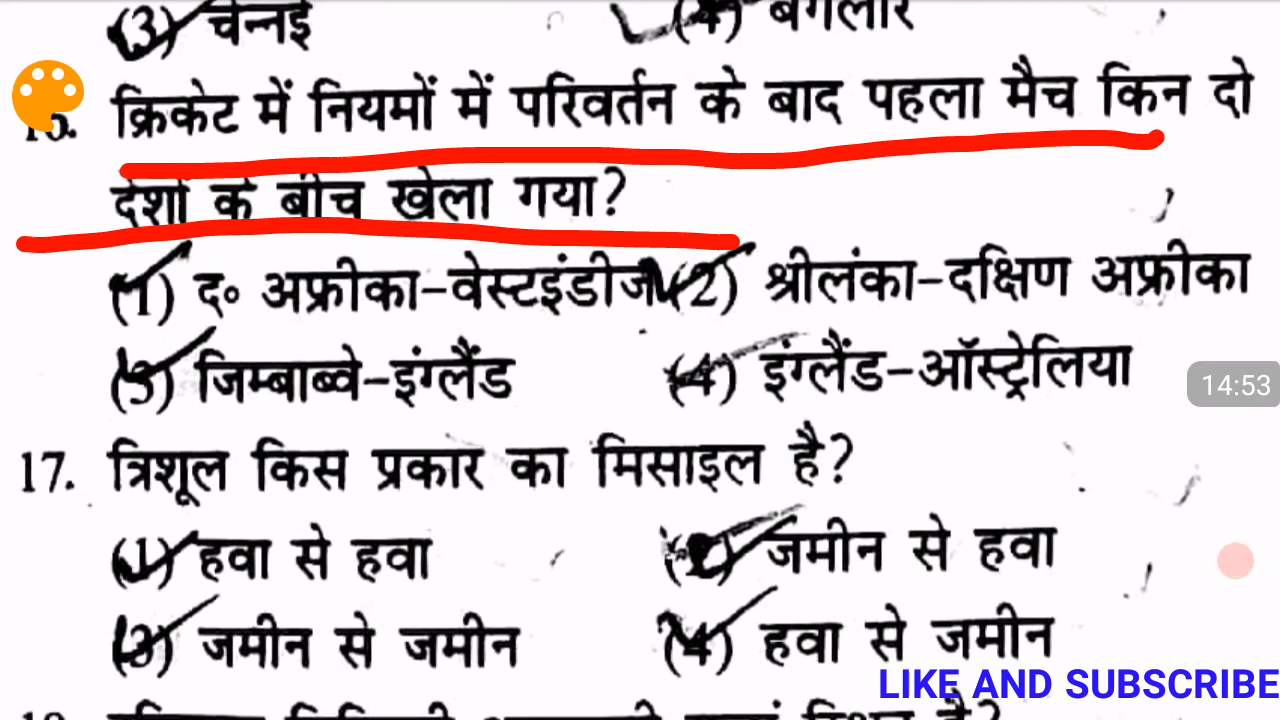 (3) चेन्नई (4) बंगलोर
16. क्रिकेट में नियमों में परिवर्तन के बाद पहला मैच किन दो
देशों के बीच खेला गया?
(1) द० अफ्रीका-वेस्टइंडीज (2) श्रीलंका-दक्षिण अफ्रीका
(3) जिम्बाब्वे-इंग्लैंड (4) इंग्लैंड-ऑस्ट्रेलिया
14:53
17. त्रिशूल किस प्रकार का मिसाइल है?
(1) हवा से हवा (2) जमीन से हवा
(3) जमीन से जमीन (4) हवा से जमीन
LIKE AND SUBSCRIBE
है?